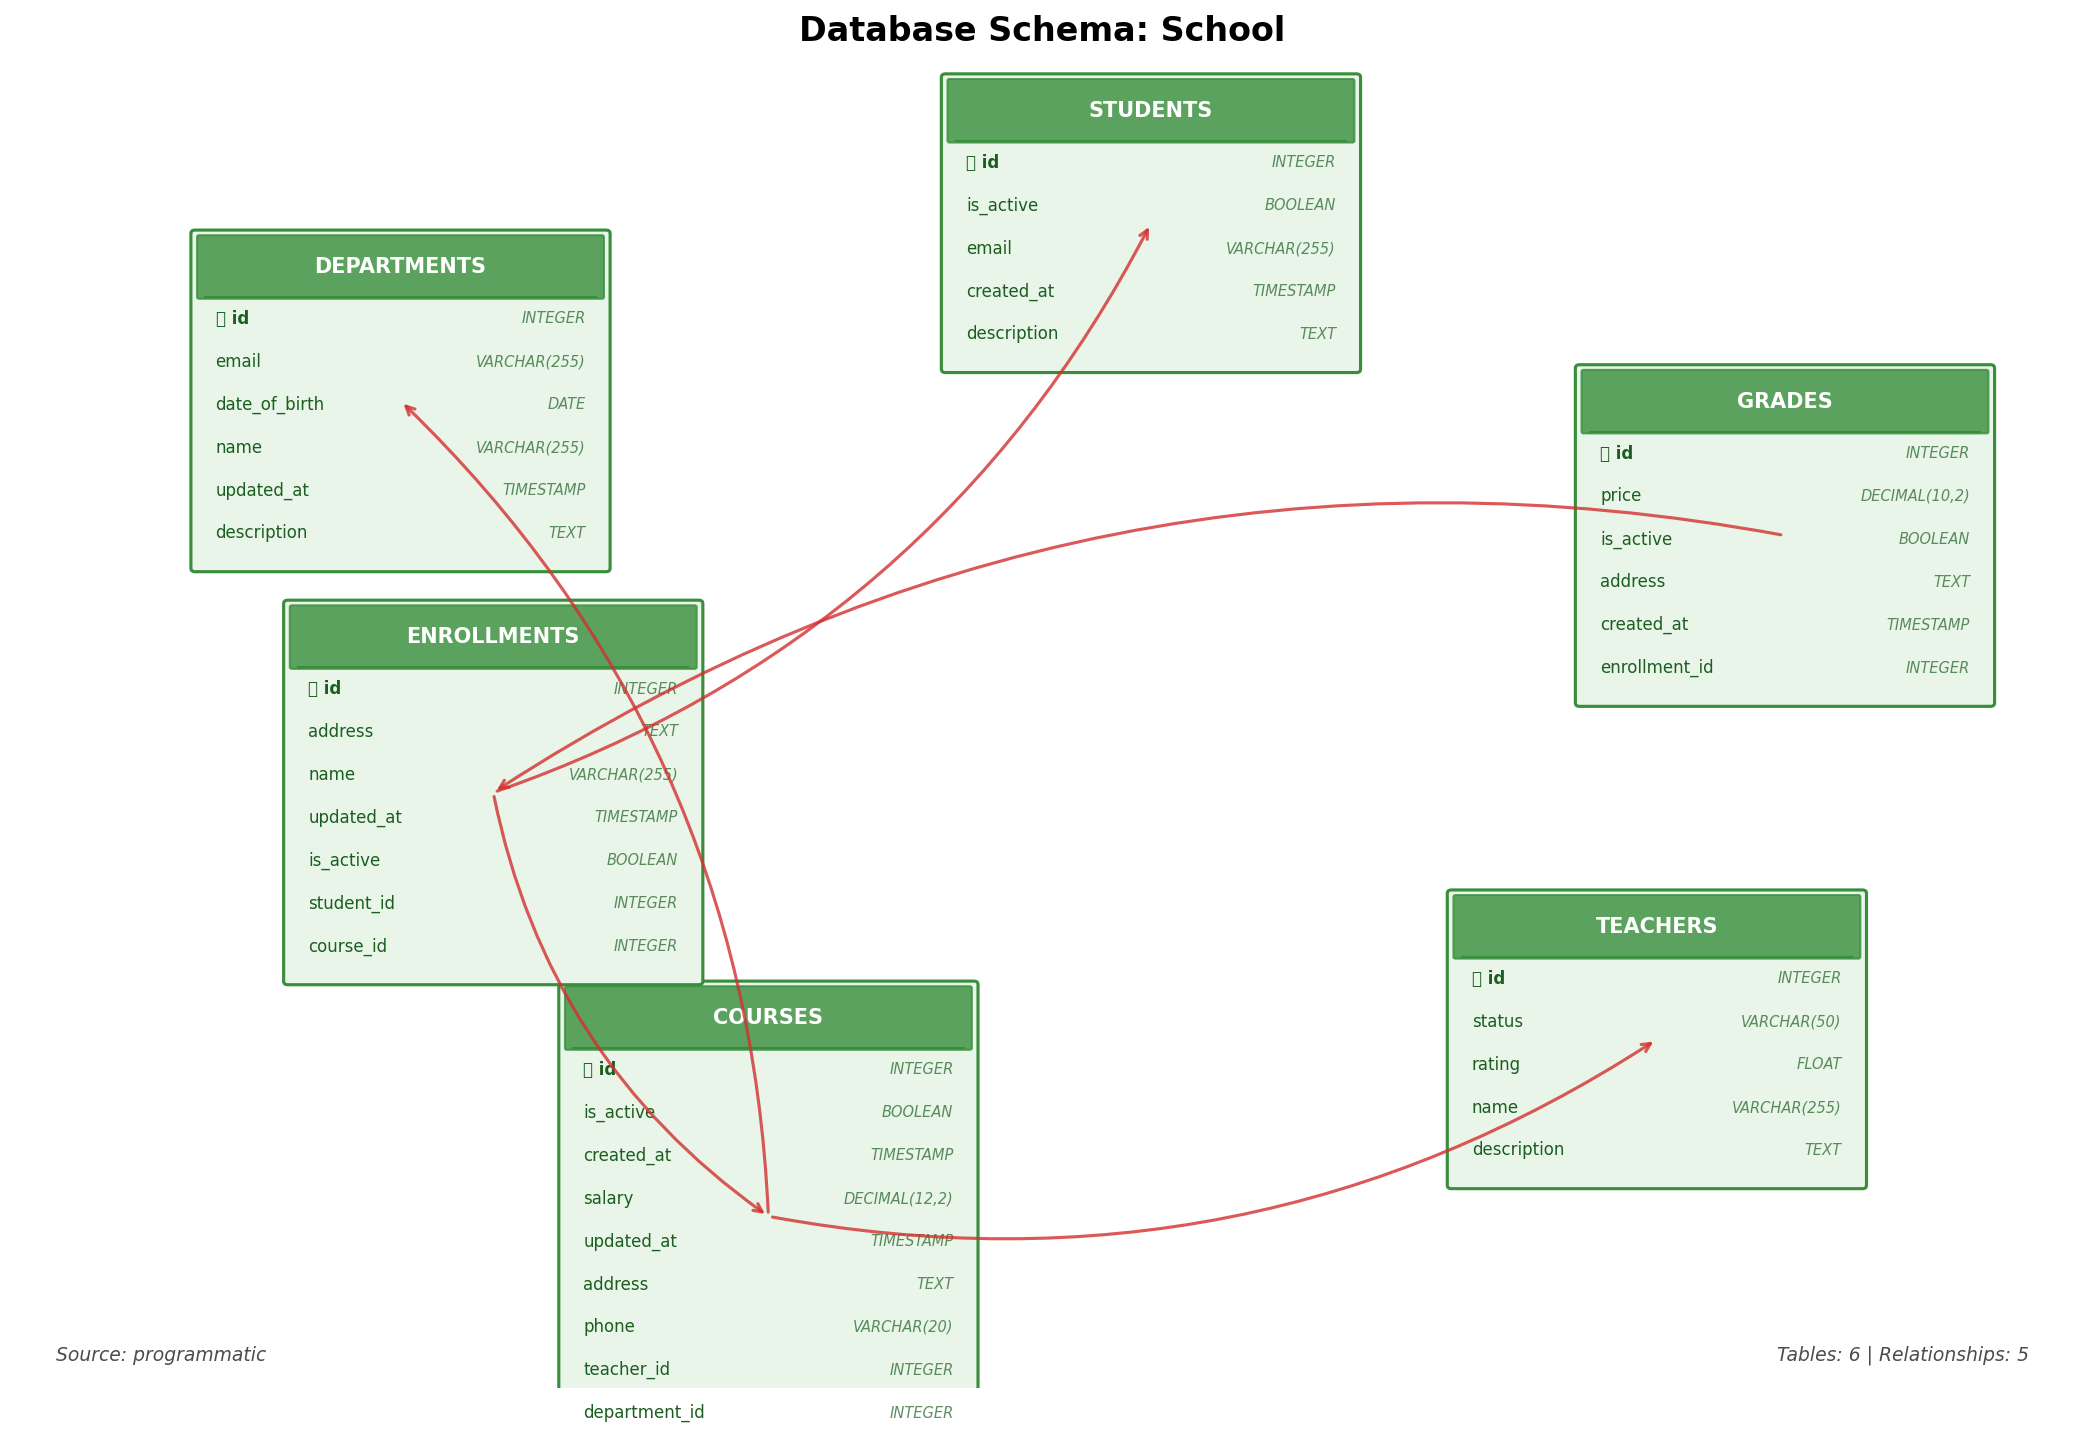 Database Schema: School
STUDENTS
id INTEGER
is_active BOOLEAN
email VARCHAR(255)
created_at TIMESTAMP
description TEXT
DEPARTMENTS
id INTEGER
email VARCHAR(255)
date_of_birth DATE
name VARCHAR(255)
updated_at TIMESTAMP
description TEXT
GRADES
id INTEGER
price DECIMAL(10,2)
is_active BOOLEAN
address TEXT
created_at TIMESTAMP
enrollment_id INTEGER
ENROLLMENTS
id INTEGER
address TEXT
name VARCHAR(255)
updated_at TIMESTAMP
is_active BOOLEAN
student_id INTEGER
course_id INTEGER
TEACHERS
id INTEGER
status VARCHAR(50)
rating FLOAT
name VARCHAR(255)
description TEXT
COURSES
id INTEGER
is_active BOOLEAN
created_at TIMESTAMP
salary DECIMAL(12,2)
updated_at TIMESTAMP
address TEXT
phone VARCHAR(20)
teacher_id INTEGER
department_id INTEGER
Source: programmatic
Tables: 6 | Relationships: 5